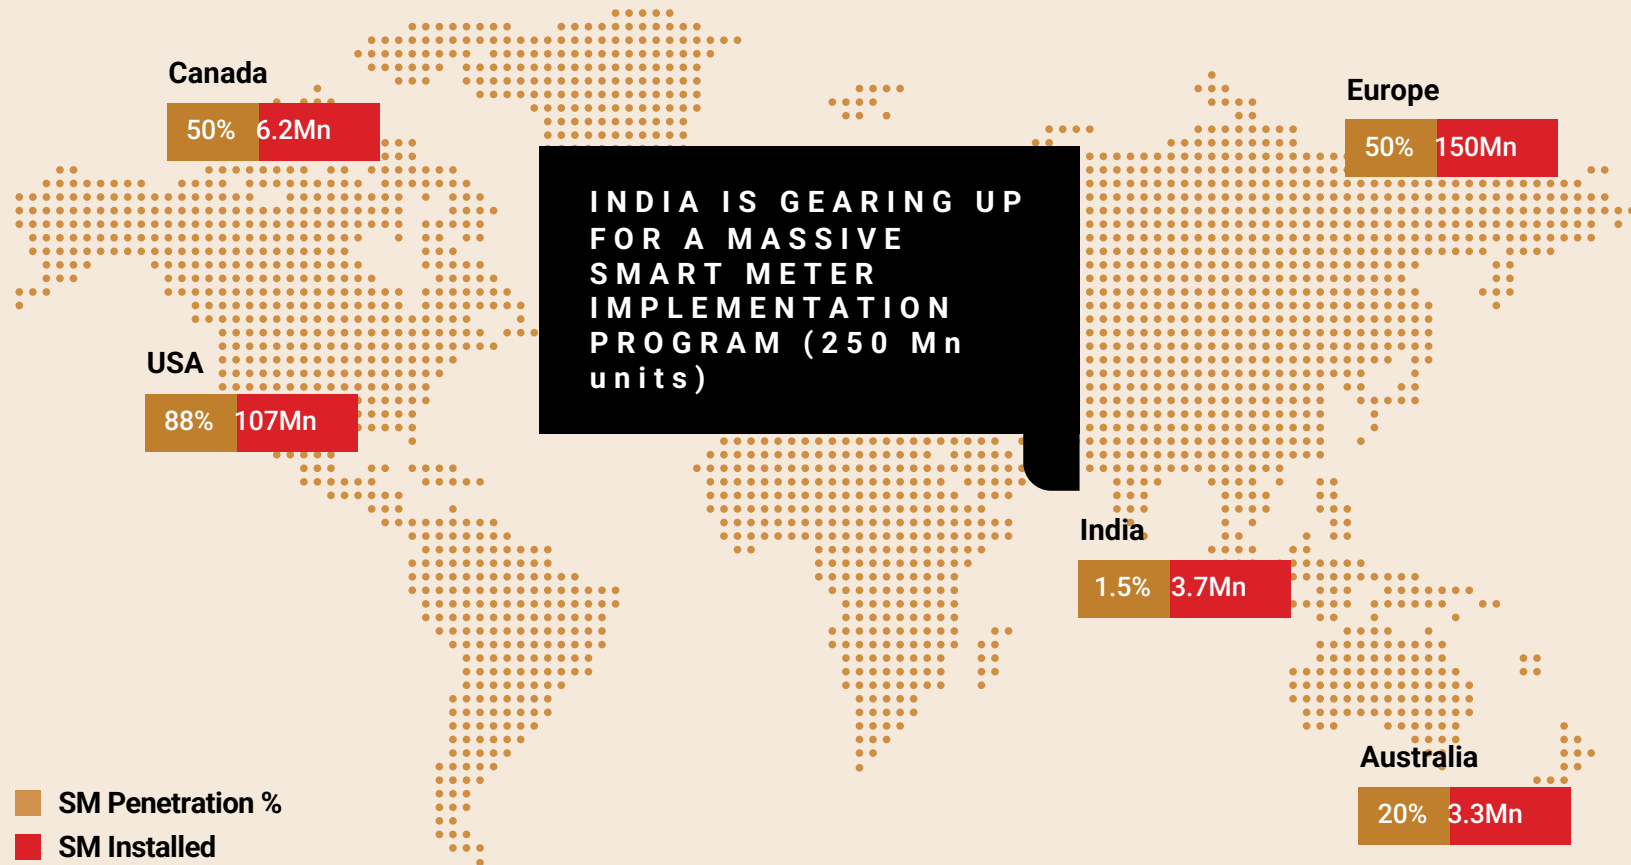 Canada
50% 6.2Mn
Europe
50% 150Mn
INDIA IS GEARING UP
FOR A MASSIVE
SMART METER
IMPLEMENTATION
PROGRAM (250 Mn
units)
USA
88% 107Mn
India
1.5% 3.7Mn
Australia
20% 3.3Mn
SM Penetration %
SM Installed